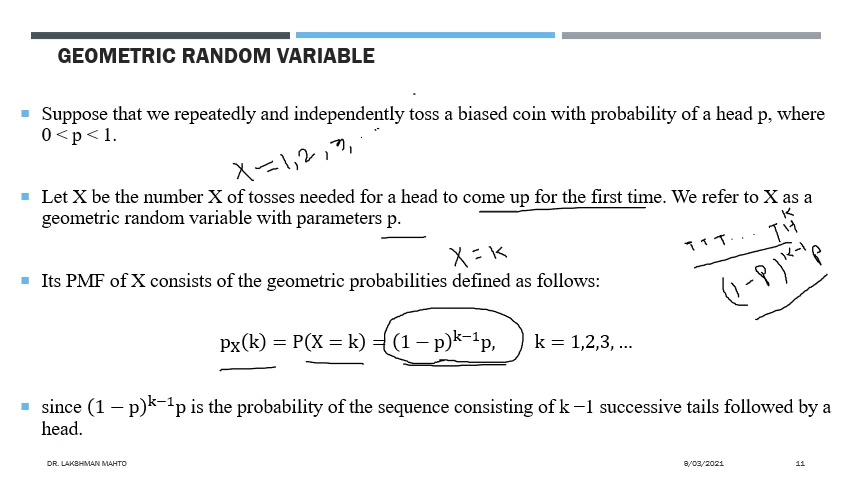 GEOMETRIC RANDOM VARIABLE
▪ Suppose that we repeatedly and independently toss a biased coin with probability of a head p, where
0 < p < 1.
X = 1, 2, 3, ...
▪ Let X be the number X of tosses needed for a head to come up for the first time. We refer to X as a
geometric random variable with parameters p.
X = k
T T T ... T H
k
(1-P)^{k-1} p
▪ Its PMF of X consists of the geometric probabilities defined as follows:
p_X(k) = P(X = k) = (1 − p)^{k−1}p, k = 1,2,3, ...
▪ since (1 − p)^{k−1}p is the probability of the sequence consisting of k −1 successive tails followed by a
head.
DR. LAKSHMAN MAHTO 9/03/2021 11